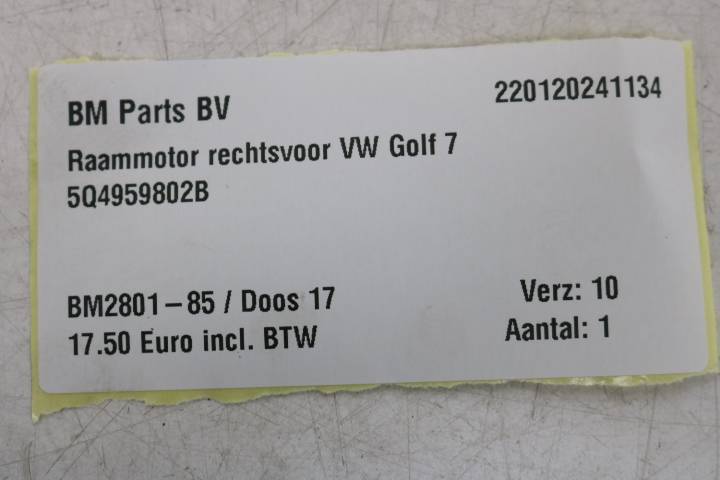 BM Parts BV 220120241134
Raammotor rechtsvoor VW Golf 7
5Q4959802B
BM2801-85 / Doos 17 Verz: 10
17.50 Euro incl. BTW Aantal: 1